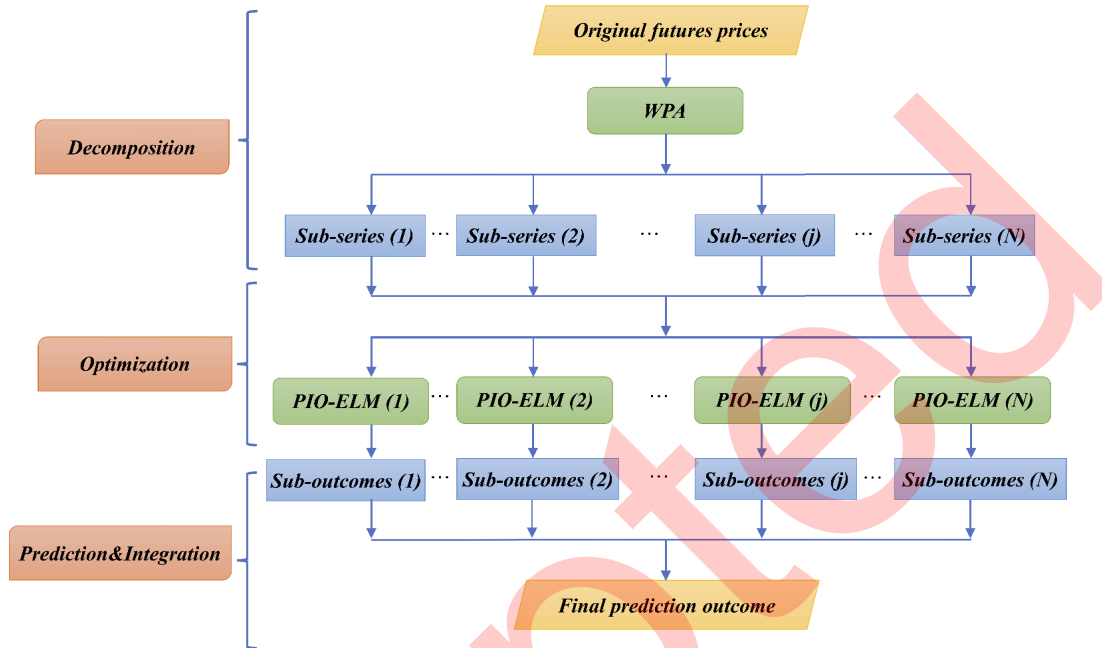 Original futures prices
WPA
Decomposition
Sub-series (1) ... Sub-series (2) ... Sub-series (j) ... Sub-series (N)
Optimization
PIO-ELM (1) ... PIO-ELM (2) ... PIO-ELM (j) ... PIO-ELM (N)
Sub-outcomes (1) ... Sub-outcomes (2) ... Sub-outcomes (j) ... Sub-outcomes (N)
Prediction&Integration
Final prediction outcome